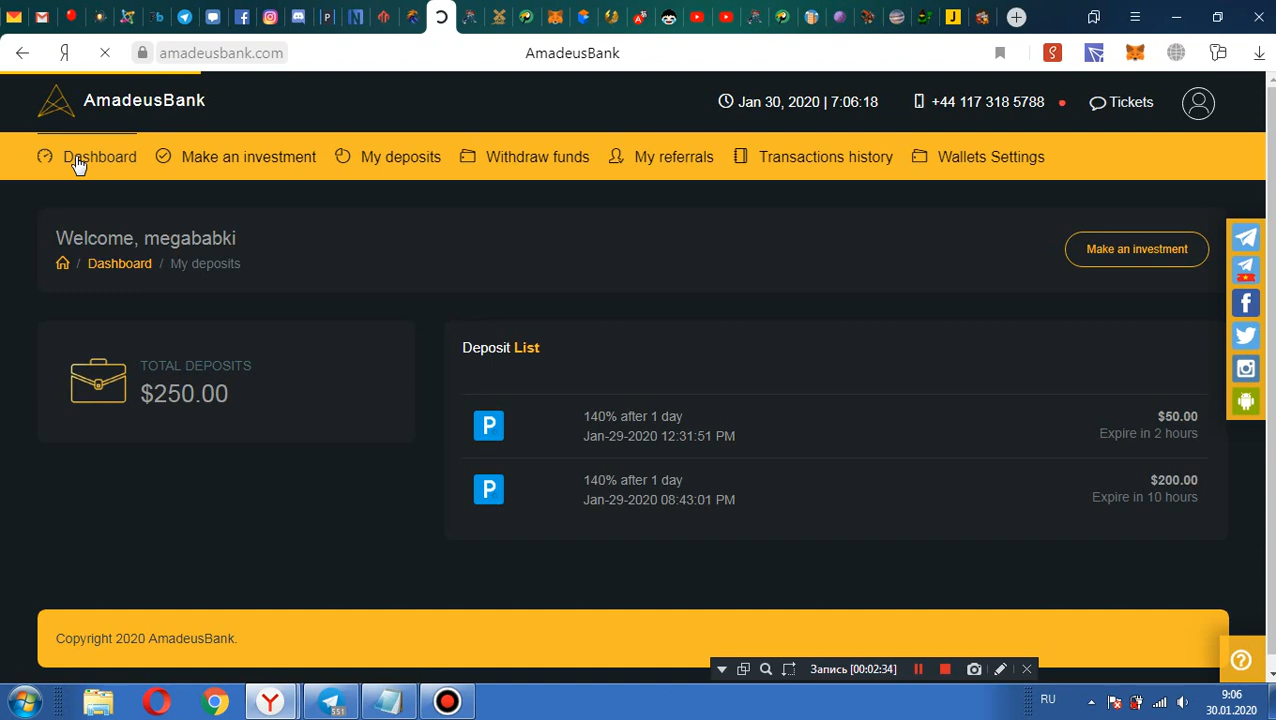 amadeusbank.com
AmadeusBank
AmadeusBank
Jan 30, 2020 | 7:06:18
+44 117 318 5788
Tickets
Dashboard
Make an investment
My deposits
Withdraw funds
My referrals
Transactions history
Wallets Settings
Welcome, megababki
/ Dashboard / My deposits
Make an investment
TOTAL DEPOSITS
$250.00
Deposit List
P
140% after 1 day
Jan-29-2020 12:31:51 PM
$50.00
Expire in 2 hours
P
140% after 1 day
Jan-29-2020 08:43:01 PM
$200.00
Expire in 10 hours
Copyright 2020 AmadeusBank.
Запись [00:02:34]
RU
9:06
30.01.2020